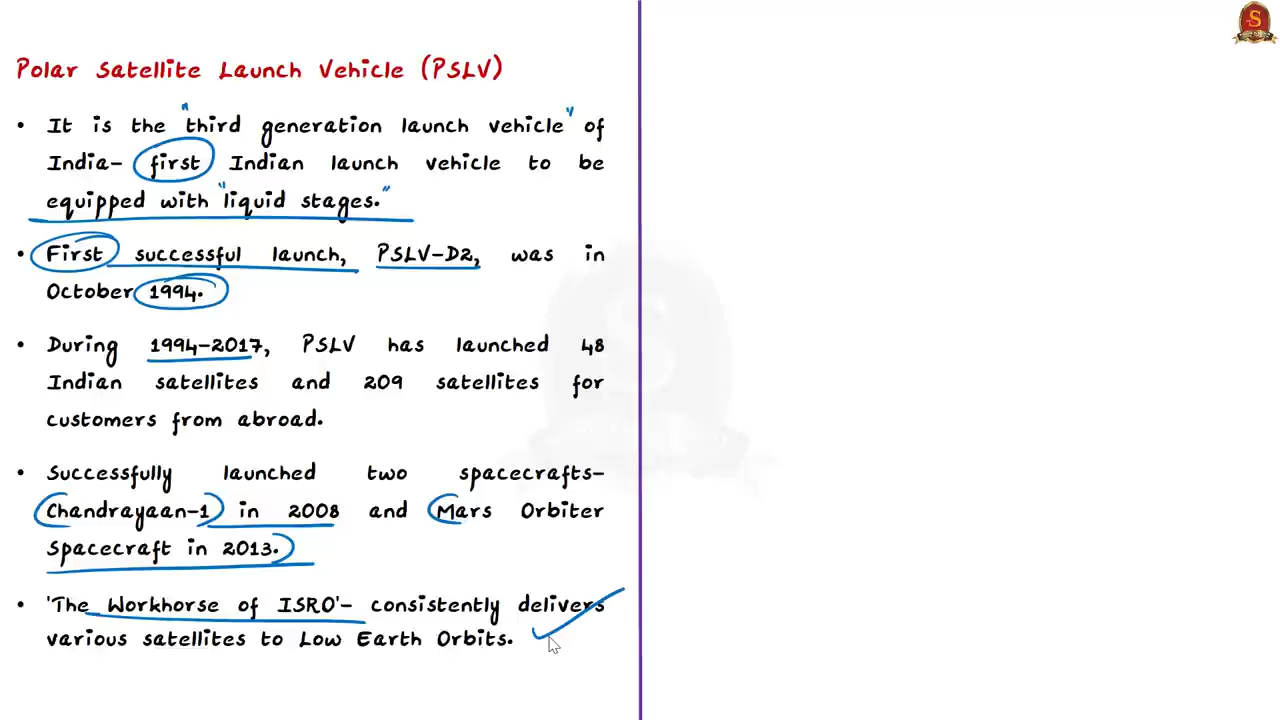 Polar Satellite Launch Vehicle (PSLV)
• It is the "third generation launch vehicle" of
India- first Indian launch vehicle to be
equipped with "liquid stages."
• First successful launch, PSLV-D2, was in
October 1994.
• During 1994-2017, PSLV has launched 48
Indian satellites and 209 satellites for
customers from abroad.
• Successfully launched two spacecrafts-
Chandrayaan-1 in 2008 and Mars Orbiter
Spacecraft in 2013.
• 'The Workhorse of ISRO'- consistently delivers
various satellites to Low Earth Orbits.
S